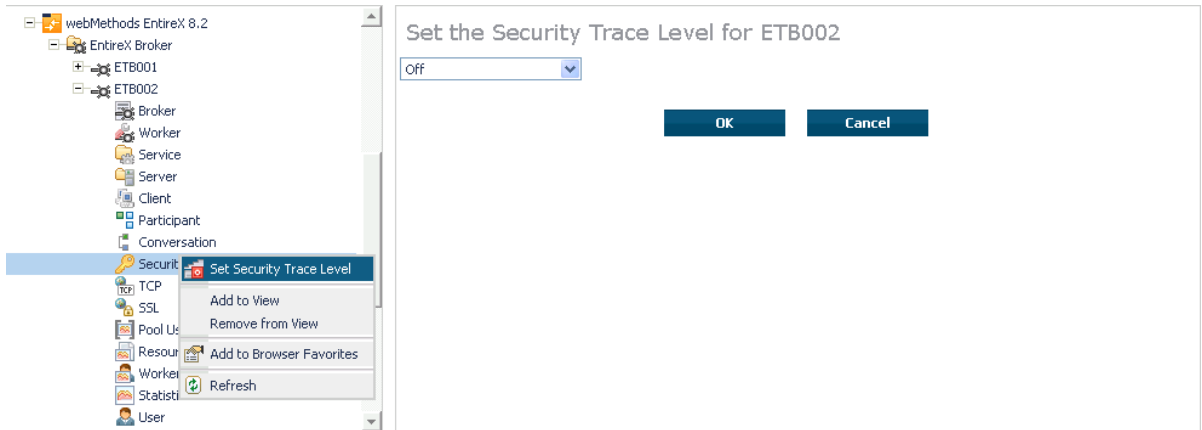 webMethods EntireX 8.2
EntireX Broker
ETB001
ETB002
Broker
Worker
Service
Server
Client
Participant
Conversation
Securit
TCP
SSL
Pool Us
Resour
Worke
Statisti
User
Set Security Trace Level
Add to View
Remove from View
Add to Browser Favorites
Refresh
Set the Security Trace Level for ETB002
Off
OK
Cancel